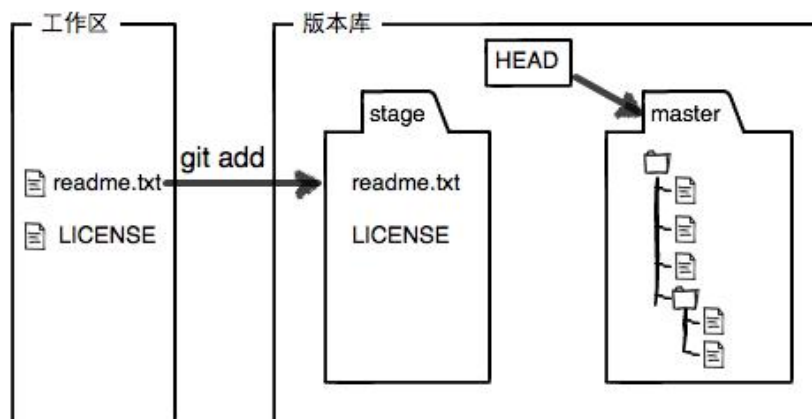 工作区
版本库
HEAD
stage
master
git add
readme.txt
readme.txt
LICENSE
LICENSE